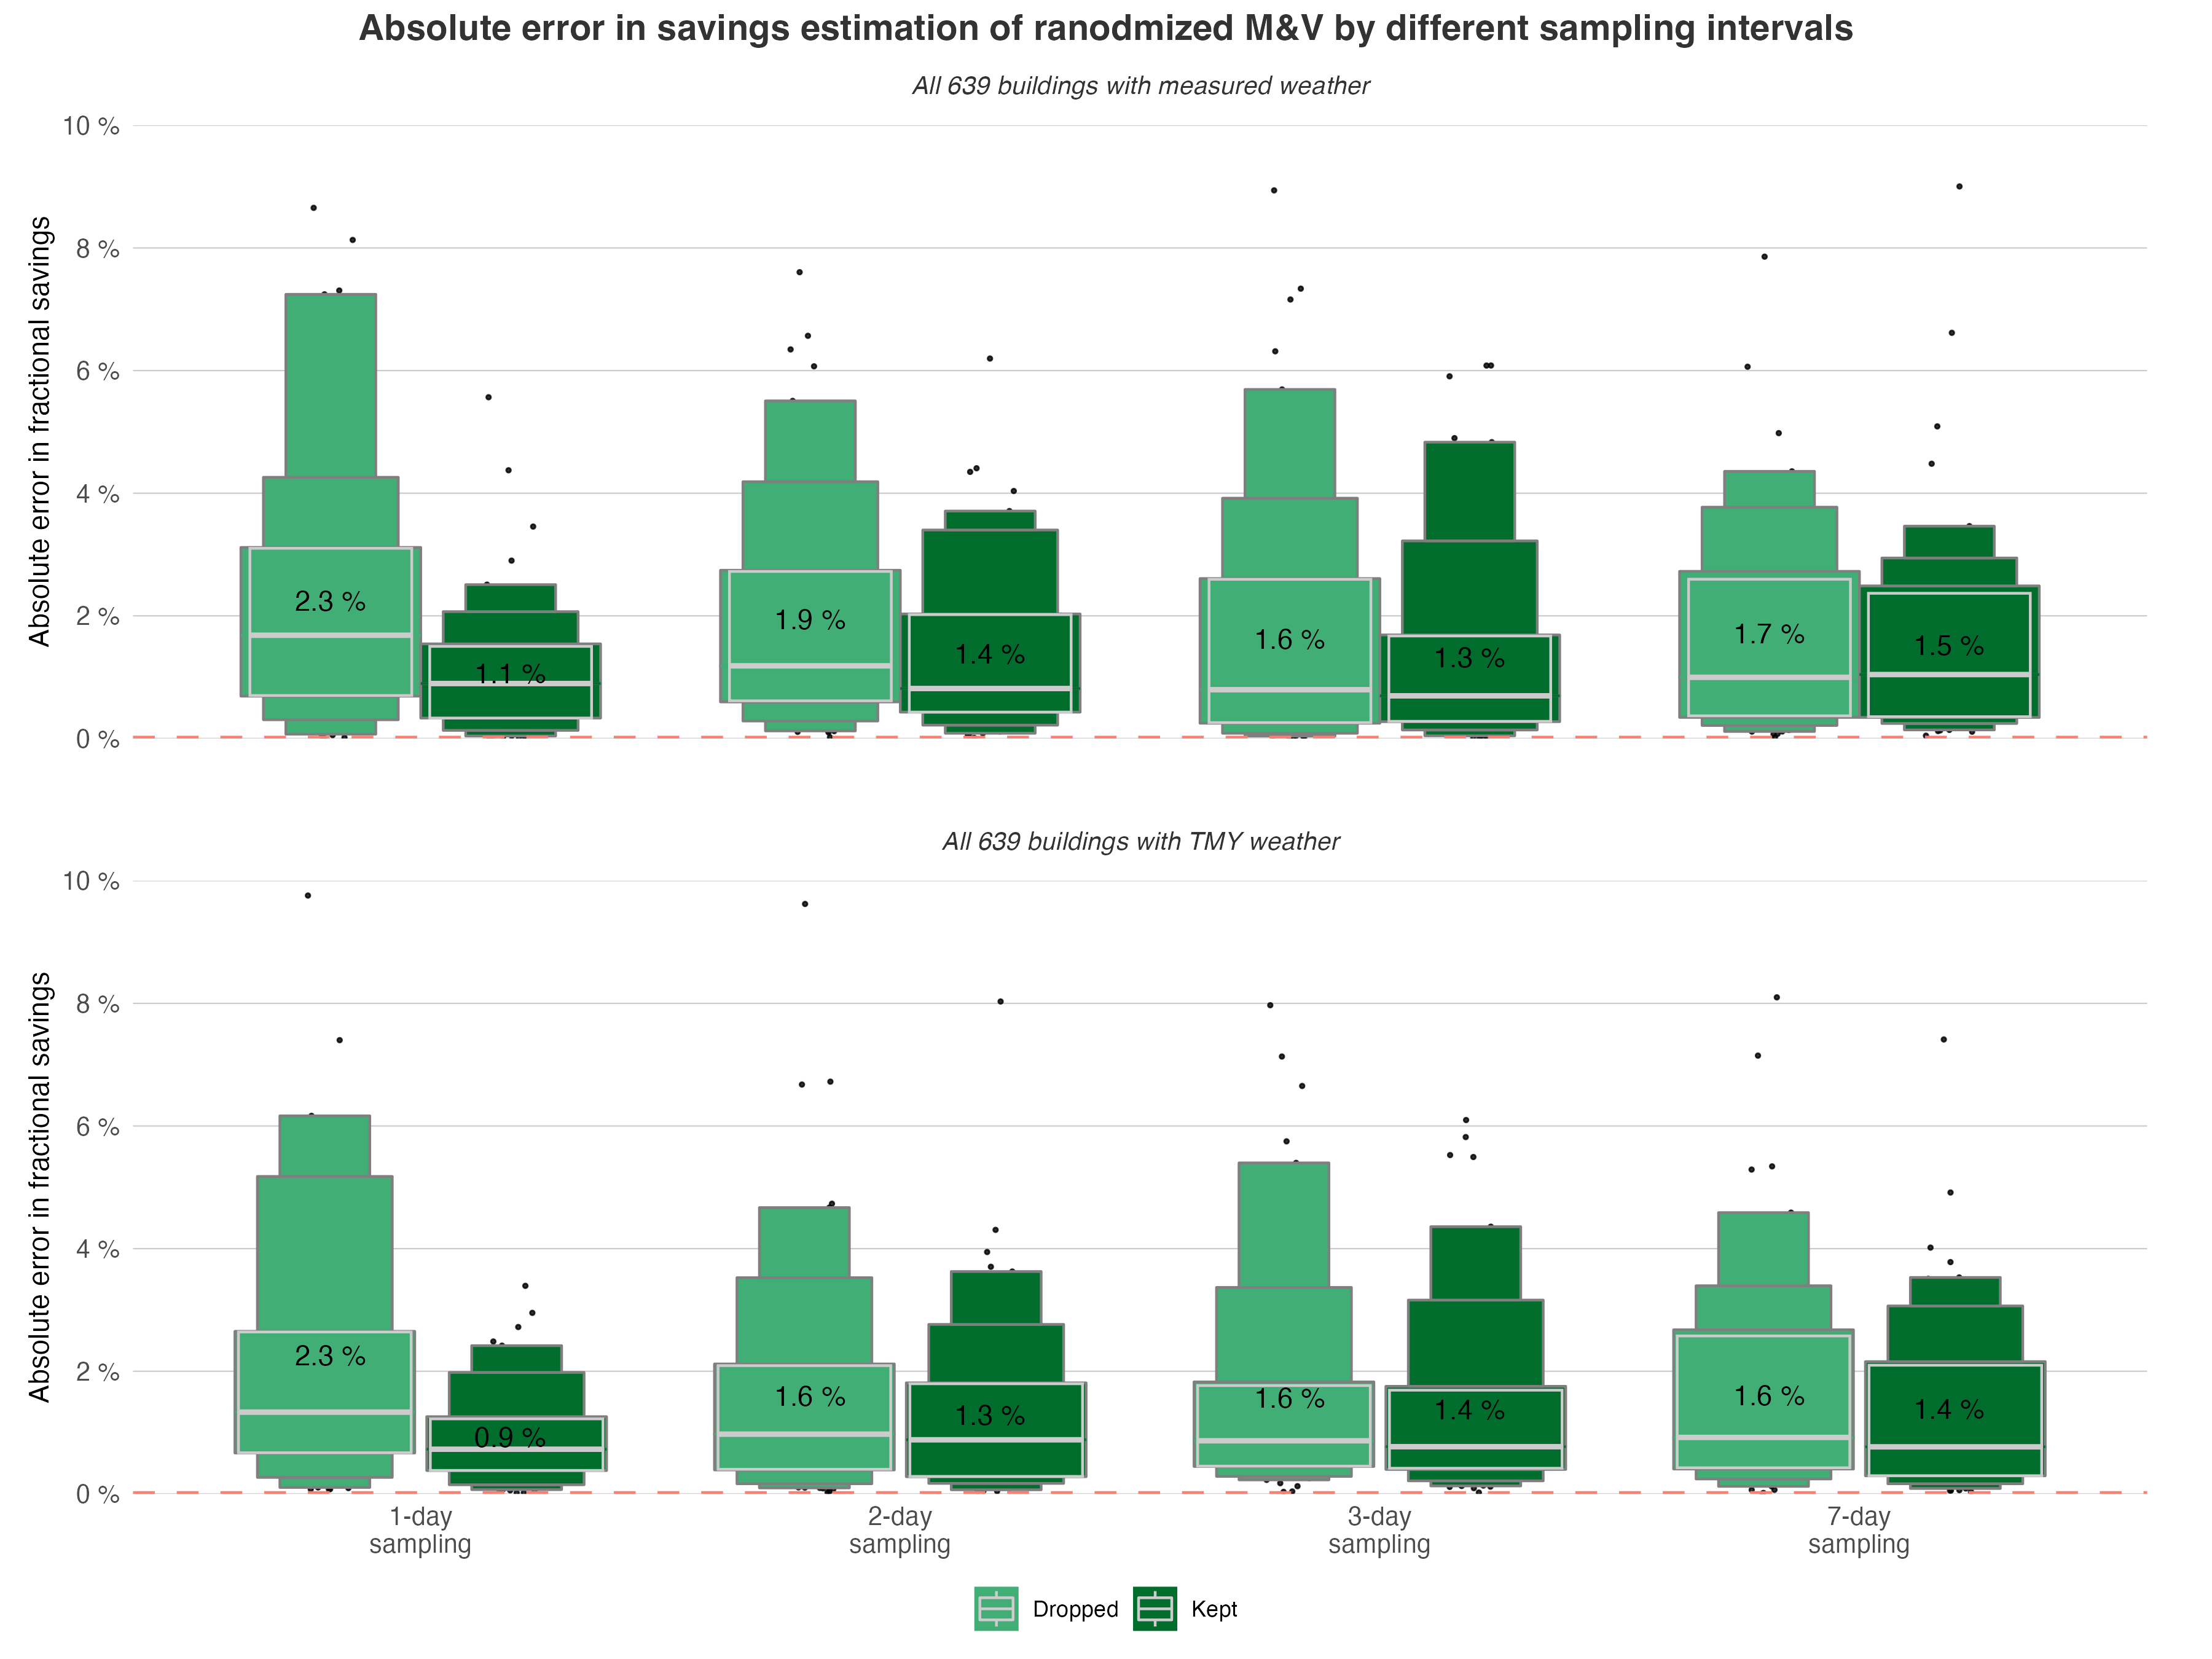 Absolute error in savings estimation of ranodmized M&V by different sampling intervals
All 639 buildings with measured weather
Absolute error in fractional savings
10 %
8 %
6 %
4 %
2 %
0 %
2.3 %
1.1 %
1.9 %
1.4 %
1.6 %
1.3 %
1.7 %
1.5 %
All 639 buildings with TMY weather
Absolute error in fractional savings
10 %
8 %
6 %
4 %
2 %
0 %
2.3 %
0.9 %
1.6 %
1.3 %
1.6 %
1.4 %
1.6 %
1.4 %
1-day
sampling
2-day
sampling
3-day
sampling
7-day
sampling
Dropped
Kept